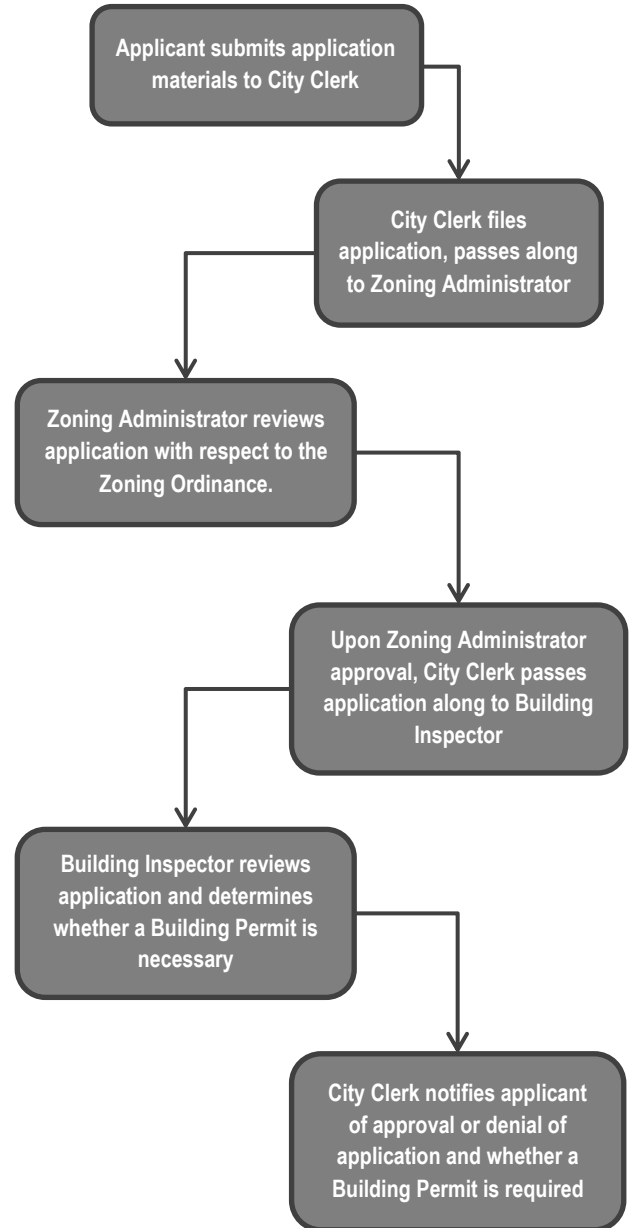 Applicant submits application
materials to City Clerk
City Clerk files
application, passes along
to Zoning Administrator
Zoning Administrator reviews
application with respect to the
Zoning Ordinance.
Upon Zoning Administrator
approval, City Clerk passes
application along to Building
Inspector
Building Inspector reviews
application and determines
whether a Building Permit is
necessary
City Clerk notifies applicant
of approval or denial of
application and whether a
Building Permit is required